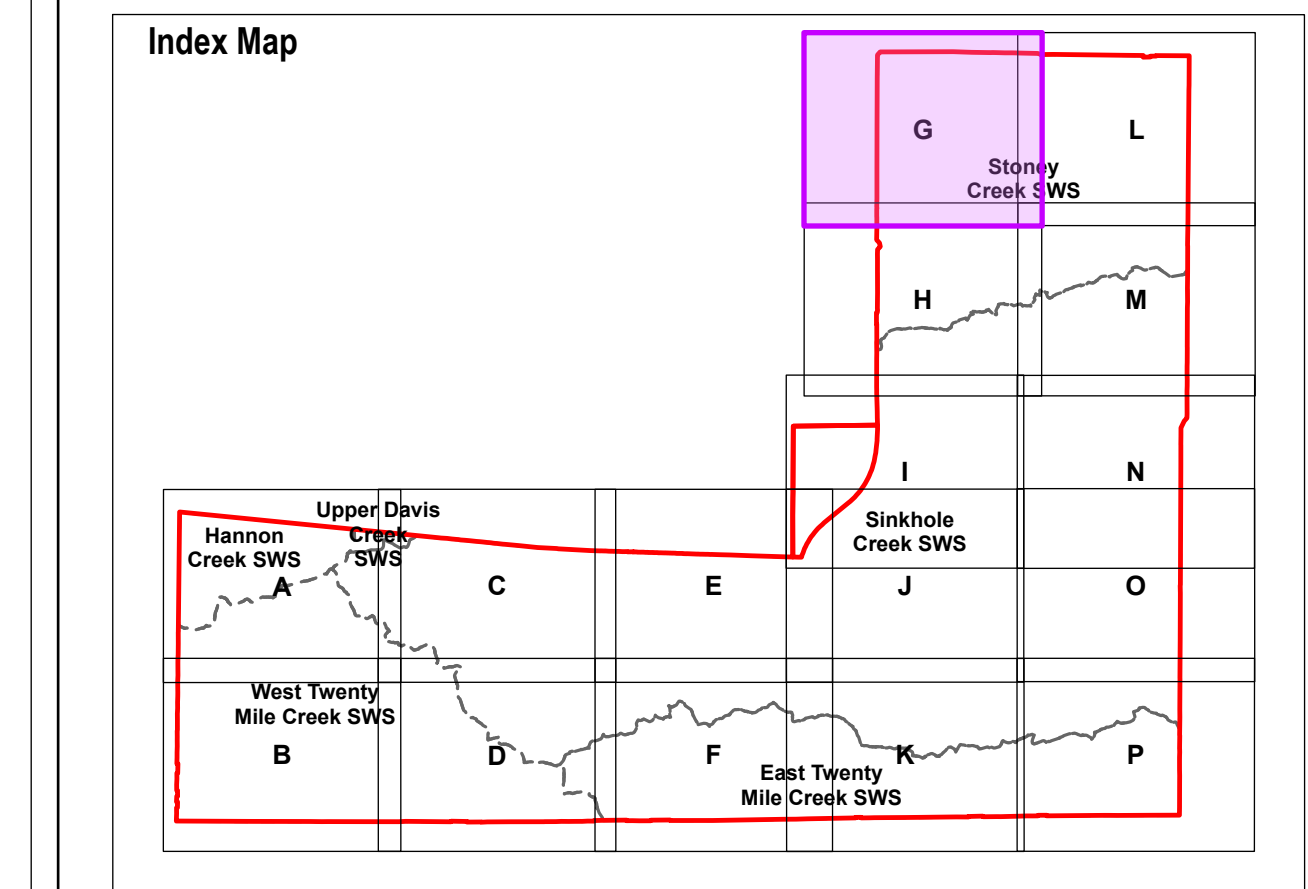 Index Map
G
L
Stoney
Creek SWS
H
M
I
N
Sinkhole
Creek SWS
Upper Davis
Creek
SWS
Hannon
Creek SWS
A
C
E
J
O
West Twenty
Mile Creek SWS
B
D
F
K
P
East Twenty
Mile Creek SWS